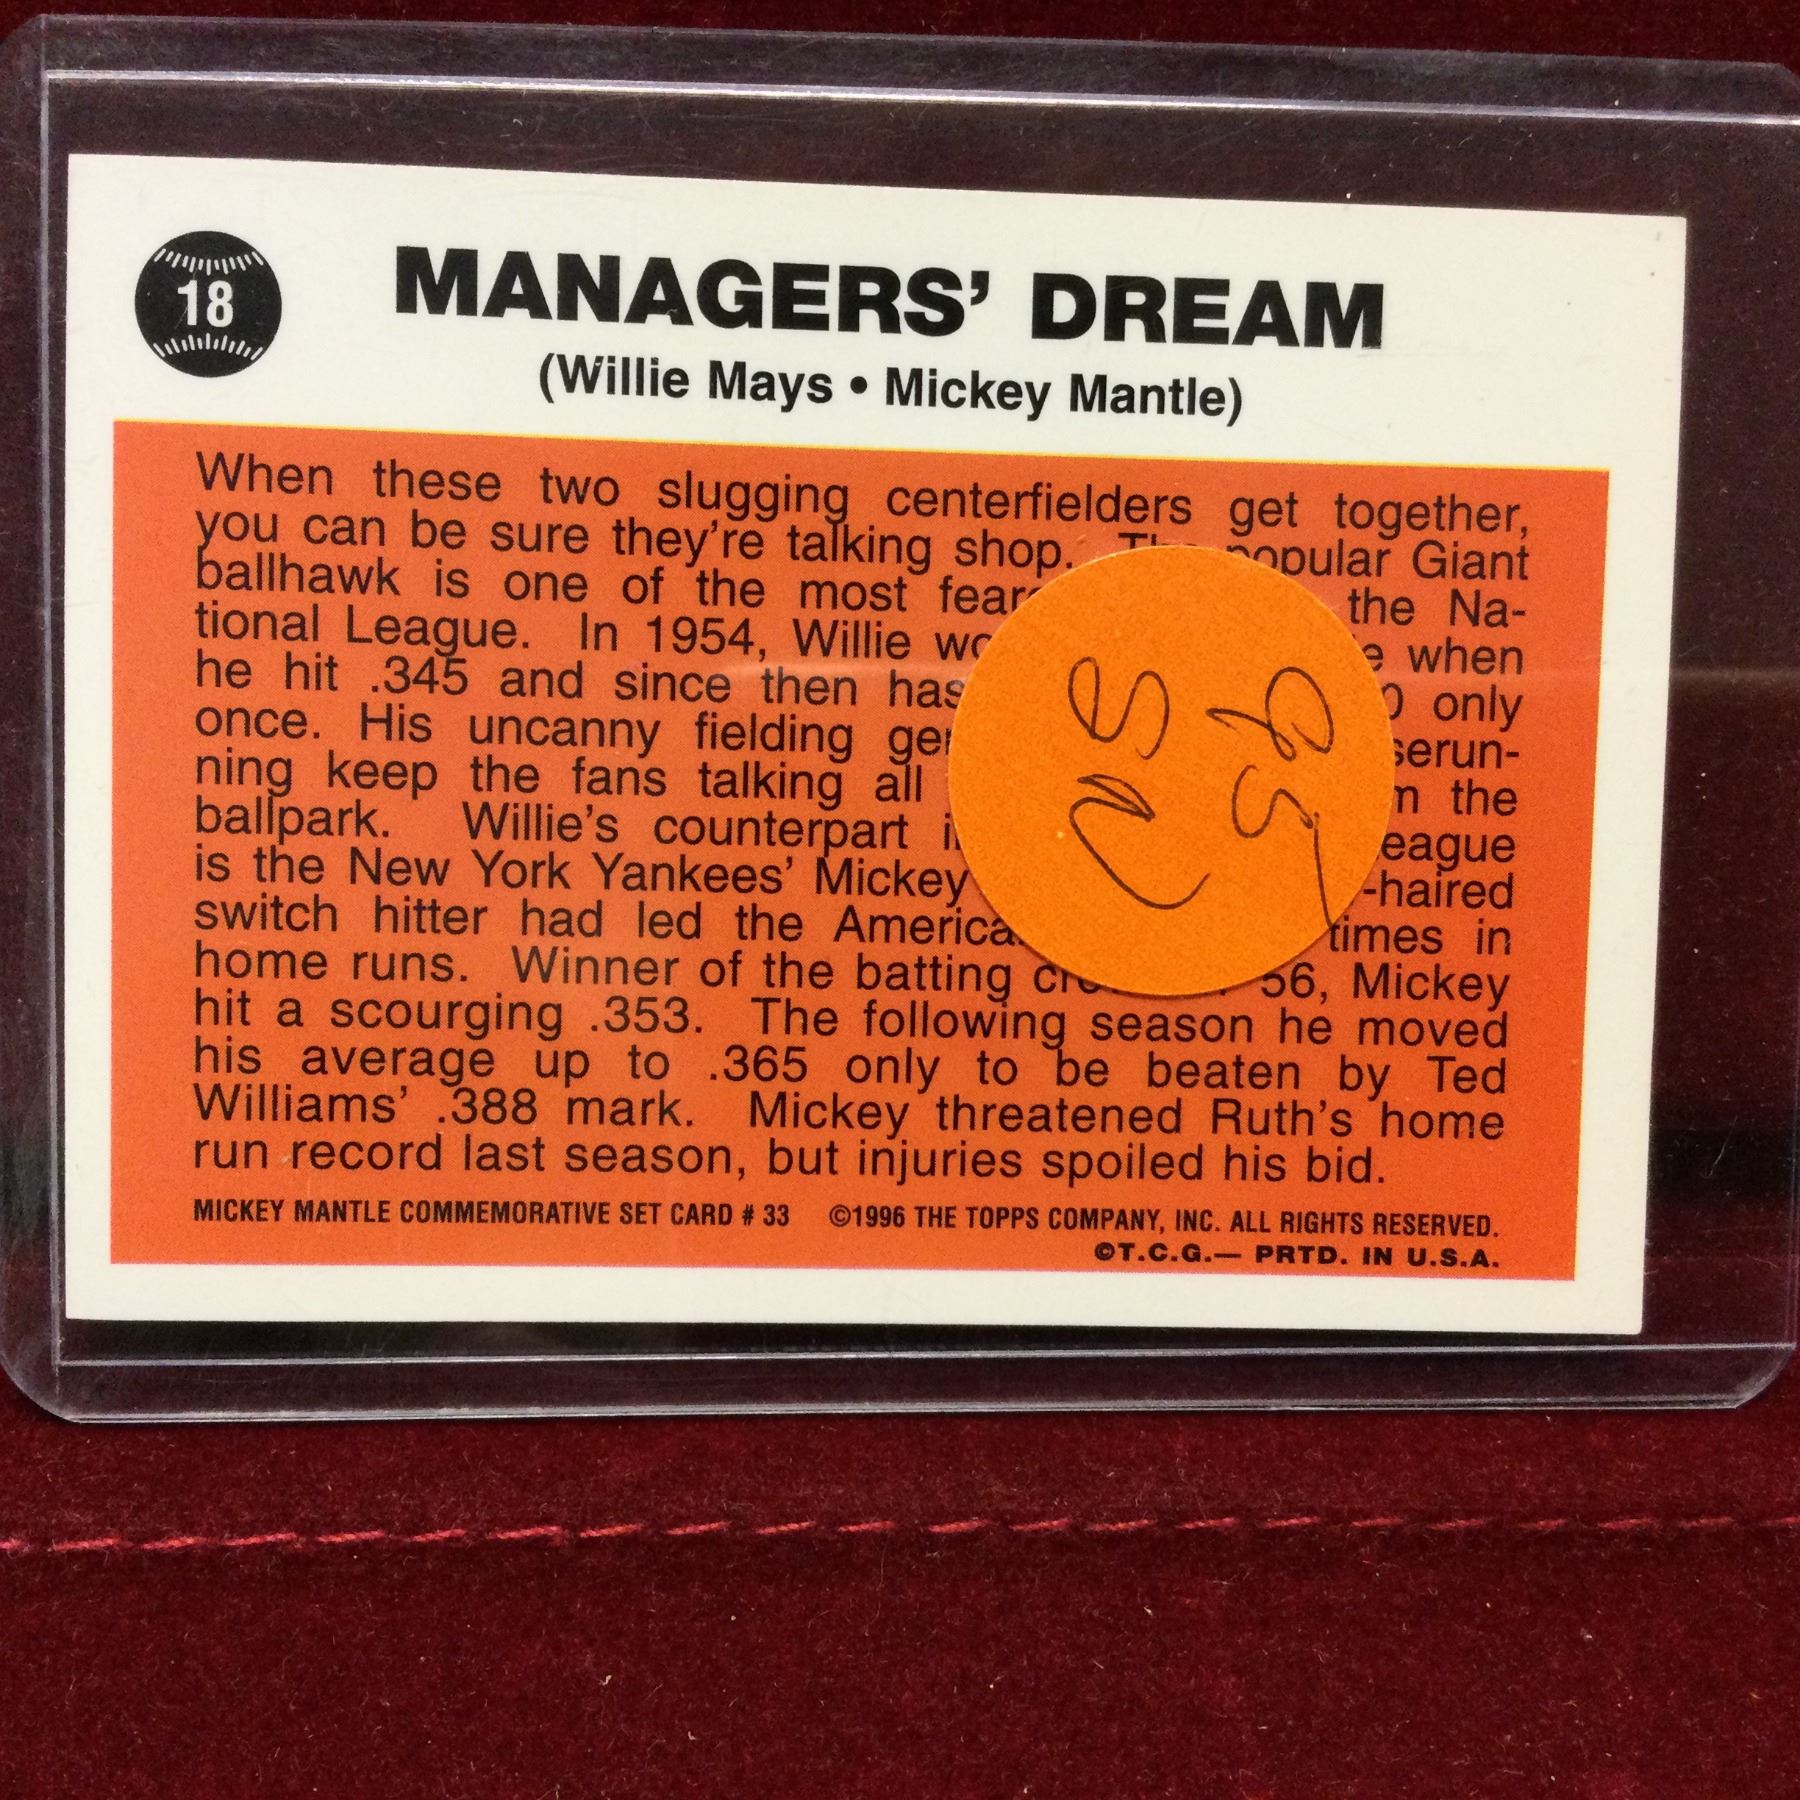 18
MANAGERS' DREAM
(Willie Mays • Mickey Mantle)
When these two slugging centerfielders get together,
you can be sure they're talking shop. popular Giant
ballhawk is one of the most the Na-
tional League. In 1954, Willie when
he hit .345 and since then has only
once. His uncanny fielding serun-
ning keep the fans talking all the
ballpark. Willie's counterpart eague
is the New York Yankees' Mickey -haired
switch hitter had led the America times in
home runs. Winner of the batting 56, Mickey
hit a scourging .353. The following season he moved
his average up to .365 only to be beaten by Ted
Williams' .388 mark. Mickey threatened Ruth's home
run record last season, but injuries spoiled his bid.
MICKEY MANTLE COMMEMORATIVE SET CARD # 33 ©1996 THE TOPPS COMPANY, INC. ALL RIGHTS RESERVED.
©T.C.G.— PRTD. IN U.S.A.